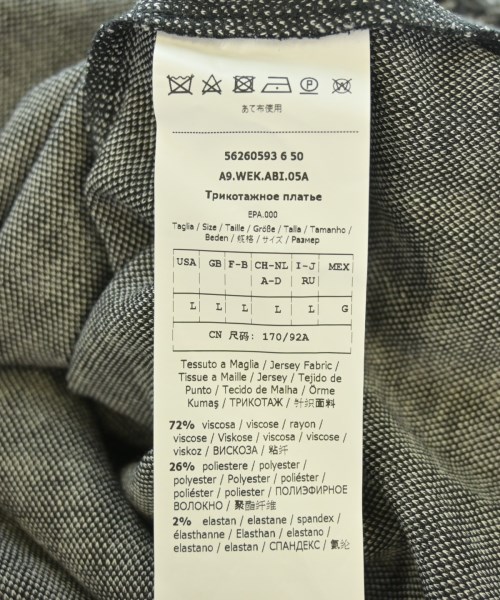 あて布使用
56260593 6 50
A9.WEK.ABI.05A
Трикотажное платье
EPA.000
Taglia / Size / Taille / Größe / Talla / Tamanho /
Beden / 规格 / サイズ / Размер
USA GB F-B CH-NL I-J MEX
A-D RU
L L L L L G
CN 尺码: 170/92A
Tessuto a Maglia / Jersey Fabric /
Tissue a Maille / Jersey / Tejido de
Punto / Tecido de Malha / Örme
Kumaş / ТРИКОТАЖ / 针织面料
72% viscosa / viscose / rayon /
viscose / Viskose / viscosa / viscose /
viskoz / ВИСКОЗА / 粘纤
26% poliestere / polyester /
polyester / Polyester / poliéster /
poliéster / poliester / ПОЛИЭФИРНОЕ
ВОЛОКНО / 聚酯纤维
2% elastan / elastane / spandex /
élasthanne / Elasthan / elastano /
elastano / elastan / СПАНДЕКС / 氨纶